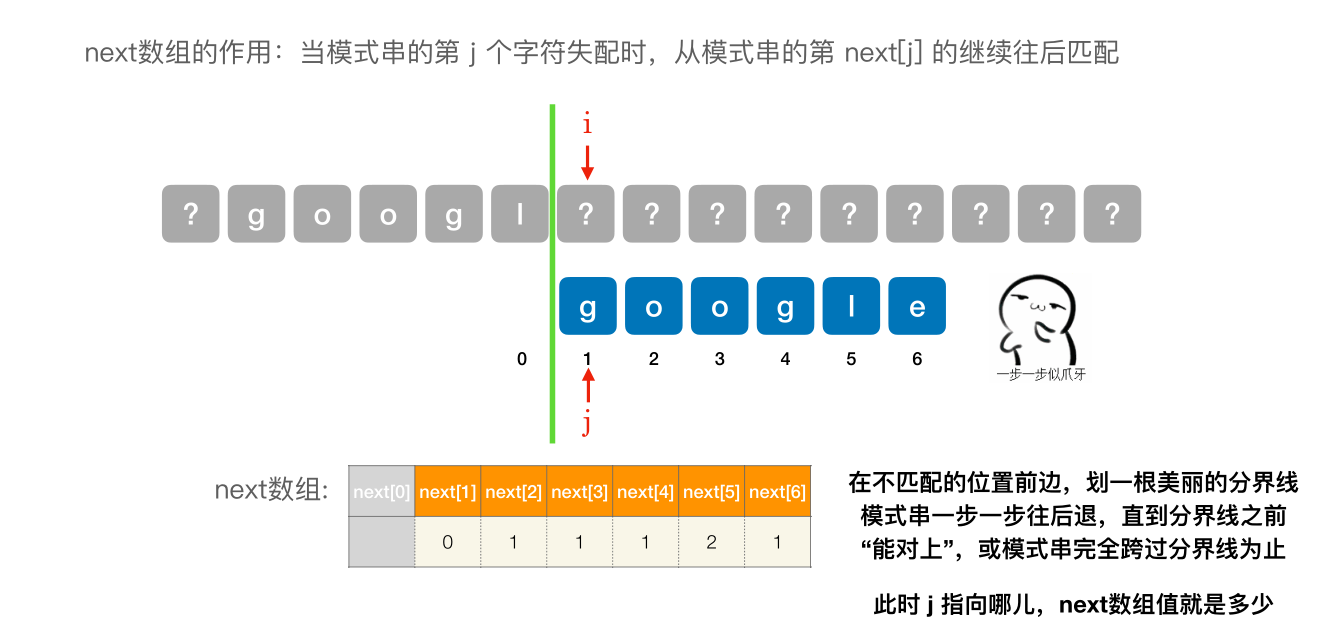 next数组的作用：当模式串的第 j 个字符失配时，从模式串的第 next[j] 的继续往后匹配
i
? g o o g l ? ? ? ? ? ? ? ? ?
g o o g l e
0 1 2 3 4 5 6
一步一步似爪牙
j
next数组:
next[0] next[1] next[2] next[3] next[4] next[5] next[6]
0 1 1 1 2 1
在不匹配的位置前边，划一根美丽的分界线
模式串一步一步往后退，直到分界线之前
“能对上”，或模式串完全跨过分界线为止
此时 j 指向哪儿，next数组值就是多少